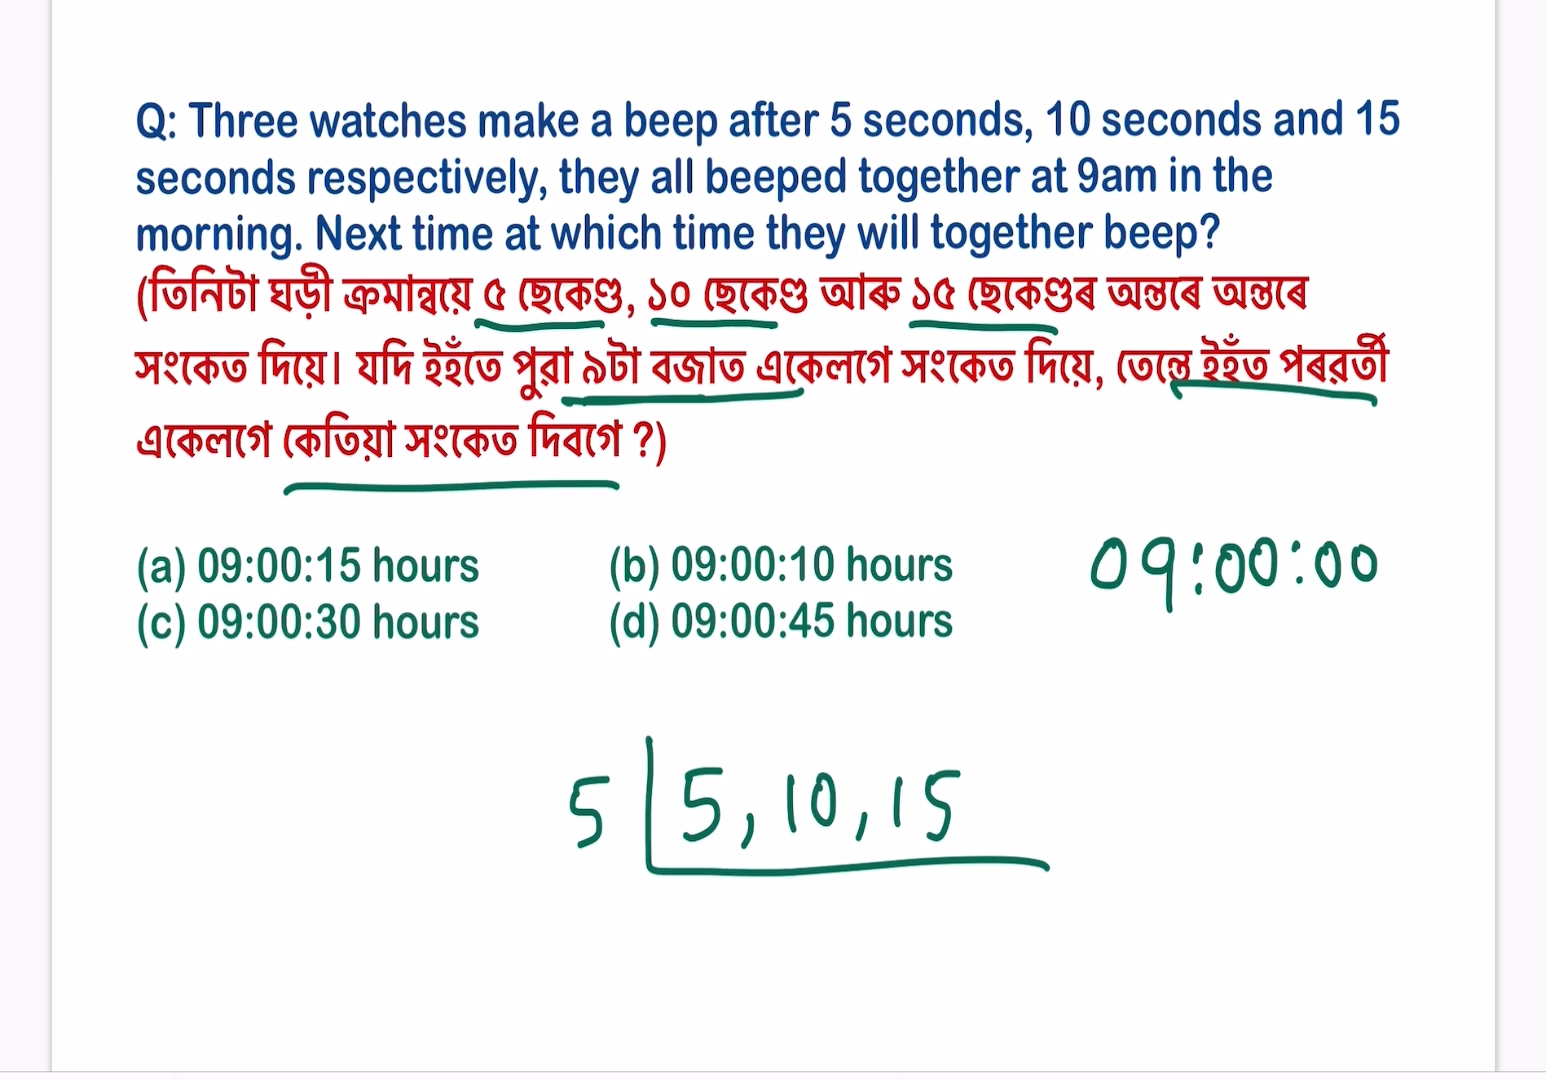 Q: Three watches make a beep after 5 seconds, 10 seconds and 15
seconds respectively, they all beeped together at 9am in the
morning. Next time at which time they will together beep?
(তিনিটা ঘড়ী ক্ৰমান্বয়ে ৫ ছেকেণ্ড, ১০ ছেকেণ্ড আৰু ১৫ ছেকেণ্ডৰ অন্তৰে অন্তৰে
সংকেত দিয়ে। যদি ইহঁতে পুৱা ৯টা বজাত একেলগে সংকেত দিয়ে, তেন্তে ইহঁত পৰৱৰ্তী
একেলগে কেতিয়া সংকেত দিবগে ?)
(a) 09:00:15 hours (b) 09:00:10 hours 09:00:00
(c) 09:00:30 hours (d) 09:00:45 hours
5 5, 10, 15